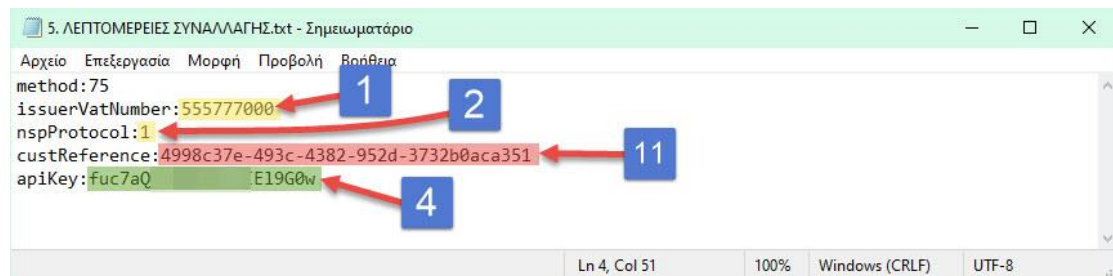 5. ΛΕΠΤΟΜΕΡΕΙΕΣ ΣΥΝΑΛΛΑΓΗΣ.txt - Σημειωματάριο
Αρχείο Επεξεργασία Μορφή Προβολή Βοήθεια
method:75
issuerVatNumber:555777000
1
nspProtocol:1
2
custReference:4998c37e-493c-4382-952d-3732b0aca351
11
apiKey:fuc7aQ E19G0w
4
Ln 4, Col 51 100% Windows (CRLF) UTF-8